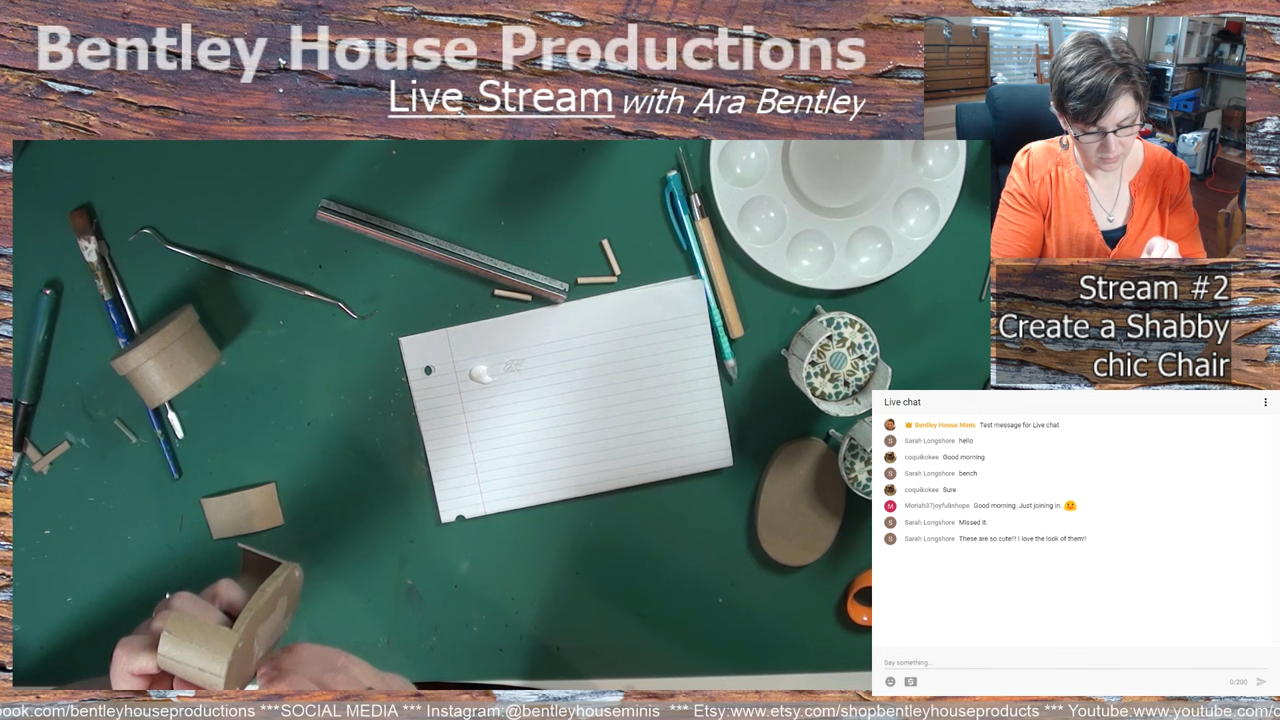 Bentley House Productions
Live Stream with Ara Bentley
Stream #2
Create a Shabby
chic Chair
Live chat
Bentley House Minis Test message for Live chat
S Sarah Longshore hello
coquikokee Good morning
S Sarah Longshore bench
coquikokee Sure
M Moriah37joyfulinhope Good morning. Just joining in.
S Sarah Longshore Missed it.
S Sarah Longshore These are so cute!!! I love the look of them!!
Say something...
0/200
ook.com/bentleyhouseproductions ***SOCIAL MEDIA *** Instagram:@bentleyhouseminis *** Etsy:www.etsy.com/shopbentleyhouseproducts *** Youtube:www.youtube.com/c